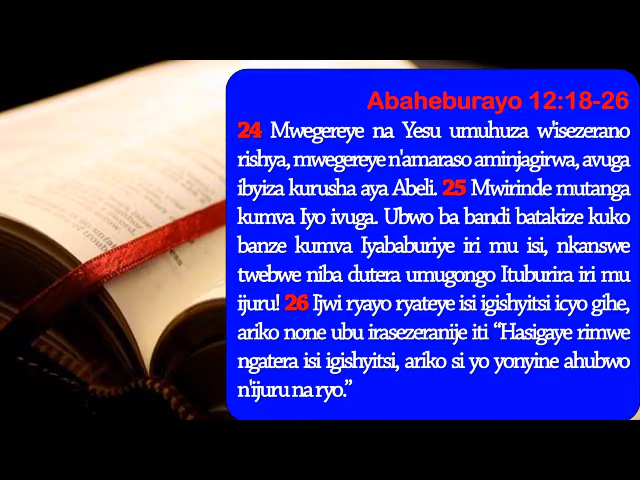 Abaheburayo 12:18-26
24 Mwegereye na Yesu umuhuza w'isezerano
rishya, mwegereye n'amaraso aminjagirwa, avuga
ibyiza kurusha aya Abeli. 25 Mwirinde mutanga
kumva Iyo ivuga. Ubwo ba bandi batakize kuko
banze kumva Iyababuriye iri mu isi, nkanswe
twebwe niba dutera umugongo Ituburira iri mu
ijuru! 26 Ijwi ryayo ryateye isi igishyitsi icyo gihe,
ariko none ubu irasezeranije iti “Hasigaye rimwe
ngatera isi igishyitsi, ariko si yo yonyine ahubwo
n'ijuru na ryo.”